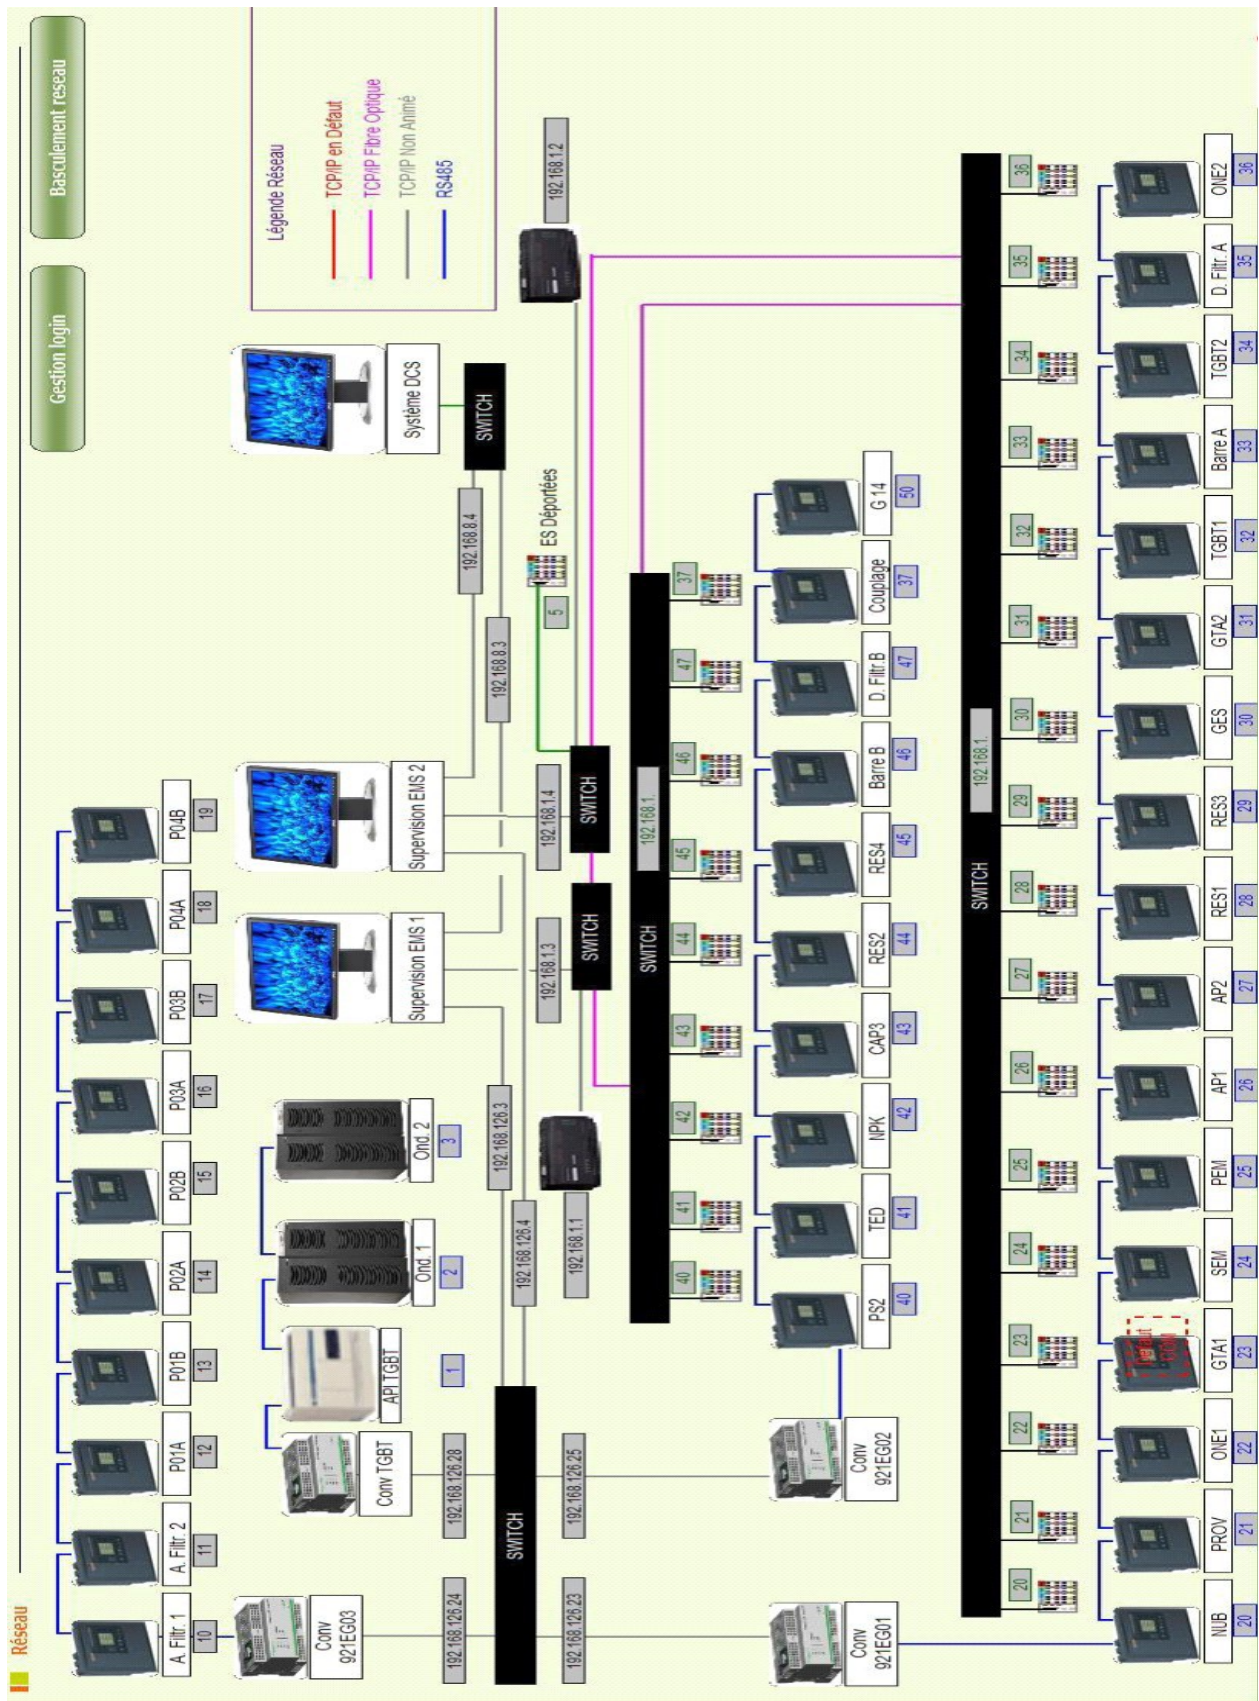 Réseau
Gestion login
Basculement reseau
A. Filtr. 1
A. Filtr. 2
P01A
P01B
P02A
P02B
P03A
P03B
P04A
P04B
10
11
12
13
14
15
16
17
18
19
Légende Réseau
TCP/IP en Défaut
TCP/IP Fibre Optique
TCP/IP Non Animé
RS485
Conv
921EG03
Conv TGBT
API TGBT
Ond. 1
Ond. 2
Supervision EMS 1
Supervision EMS 2
Système DCS
1
2
3
192.168.126.24
192.168.126.28
192.168.126.3
192.168.126.4
192.168.8.4
192.168.8.3
SWITCH
SWITCH
192.168.126.23
192.168.126.25
192.168.1.1
192.168.1.3
192.168.1.4
5
ES Déportées
192.168.1.2
SWITCH
SWITCH
SWITCH
192.168.1.
40
41
42
43
44
45
46
47
37
Conv
921EG01
Conv
921EG02
PS2
TED
NPK
CAP3
RES2
RES4
Barre B
D. Filtr.B
Couplage
G 14
40
41
42
43
44
45
46
47
37
50
SWITCH
192.168.1.
20
21
22
23
24
25
26
27
28
29
30
31
32
33
34
35
36
Défaut
COM
NUB
PROV
ONE1
GTA1
SEM
PEM
AP1
AP2
RES1
RES3
GES
GTA2
TGBT1
Barre A
TGBT2
D. Filtr. A
ONE2
20
21
22
23
24
25
26
27
28
29
30
31
32
33
34
35
36